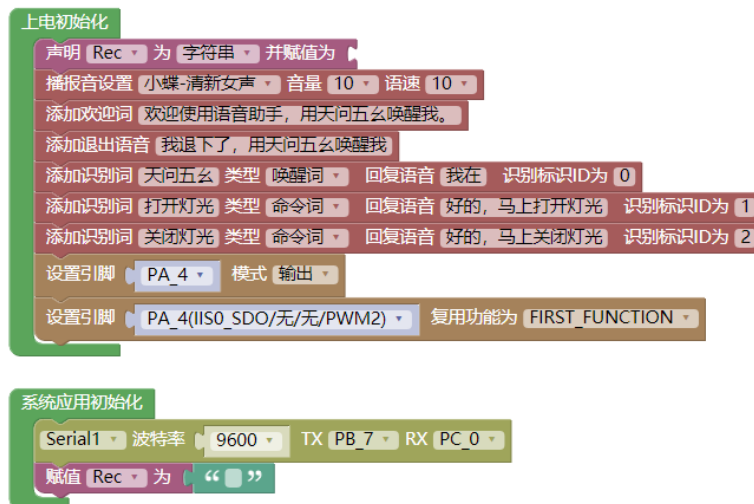 上电初始化
声明 Rec 为 字符串 并赋值为
播报音设置 小蝶-清新女声 音量 10 语速 10
添加欢迎词 欢迎使用语音助手，用天问五幺唤醒我。
添加退出语音 我退下了，用天问五幺唤醒我
添加识别词 天问五幺 类型 唤醒词 回复语音 我在 识别标识ID为 0
添加识别词 打开灯光 类型 命令词 回复语音 好的，马上打开灯光 识别标识ID为 1
添加识别词 关闭灯光 类型 命令词 回复语音 好的，马上关闭灯光 识别标识ID为 2
设置引脚 PA_4 模式 输出
设置引脚 PA_4(IIS0_SDO/无/无/PWM2) 复用功能为 FIRST_FUNCTION
系统应用初始化
Serial1 波特率 9600 TX PB_7 RX PC_0
赋值 Rec 为 “ ”